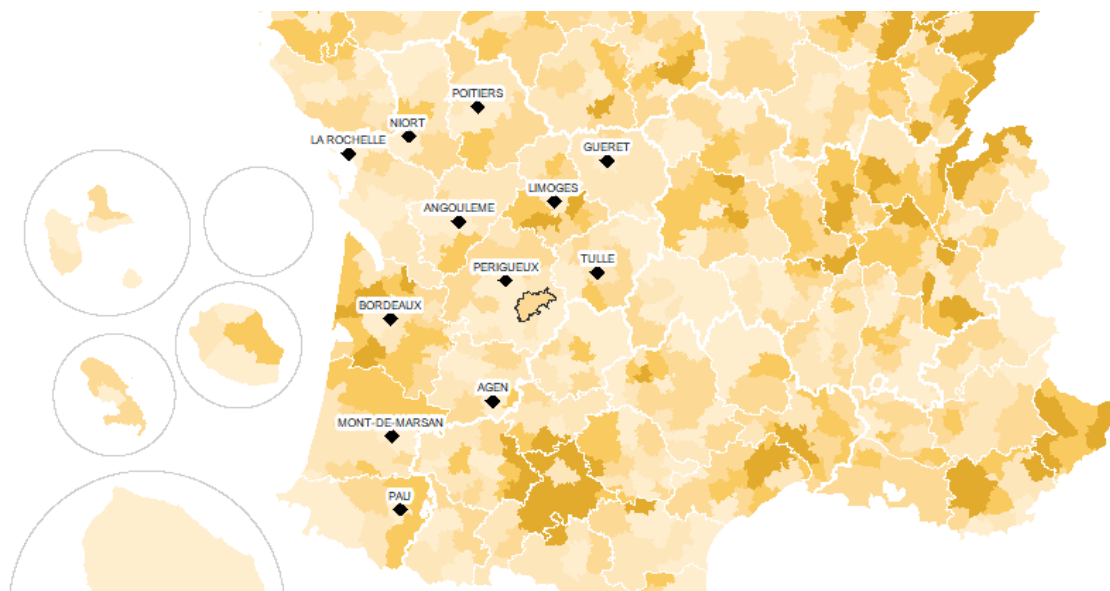 POITIERS
NIORT
LA ROCHELLE
GUERET
LIMOGES
ANGOULEME
TULLE
PERIGUEUX
BORDEAUX
AGEN
MONT-DE-MARSAN
PAU